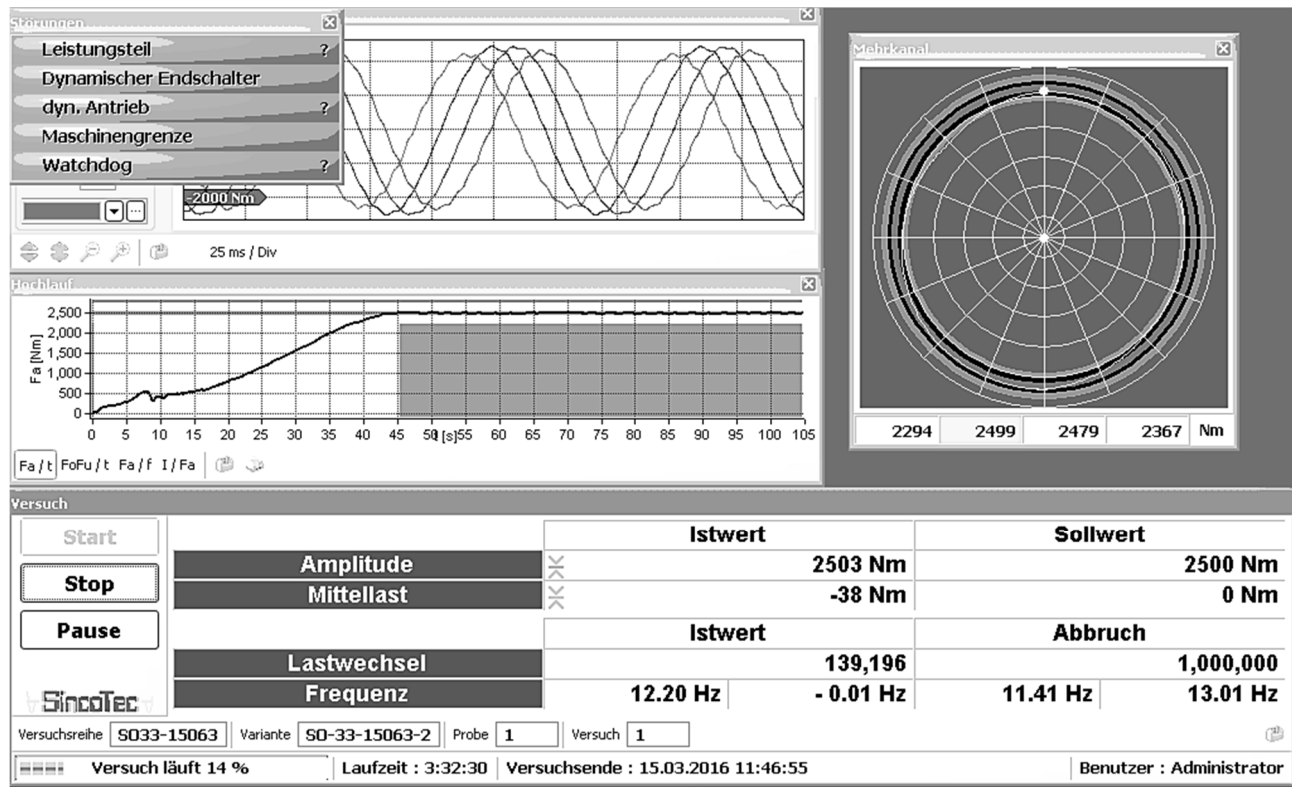 Störungen
Leistungsteil ?
Dynamischer Endschalter
dyn. Antrieb ?
Maschinengrenze
Watchdog ?
-2000 Nm
25 ms / Div
Mehrkanal
2294 2499 2479 2367 Nm
Hochlauf
Fa [Nm]
2,500
2,000
1,500
1,000
500
0
0 5 10 15 20 25 30 35 40 45 50 t [s] 55 60 65 70 75 80 85 90 95 100 105
Fa/t FoFu/t Fa/f I/Fa
Versuch
Start
Stop
Pause
Istwert Sollwert
Amplitude 2503 Nm 2500 Nm
Mittellast -38 Nm 0 Nm
Istwert Abbruch
Lastwechsel 139,196 1,000,000
Frequenz 12.20 Hz - 0.01 Hz 11.41 Hz 13.01 Hz
SincoTec
Versuchsreihe SO33-15063 Variante SO-33-15063-2 Probe 1 Versuch 1
Versuch läuft 14 % Laufzeit : 3:32:30 Versuchsende : 15.03.2016 11:46:55 Benutzer : Administrator